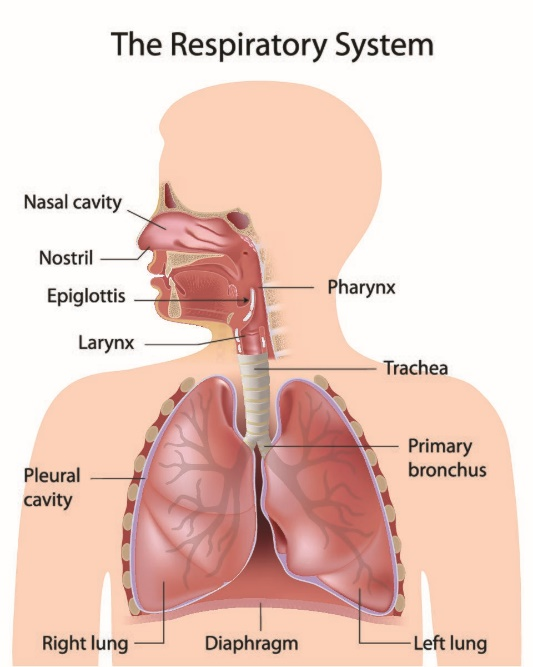 The Respiratory System
Nasal cavity
Nostril
Epiglottis
Pharynx
Larynx
Trachea
Primary
bronchus
Pleural
cavity
Right lung
Diaphragm
Left lung